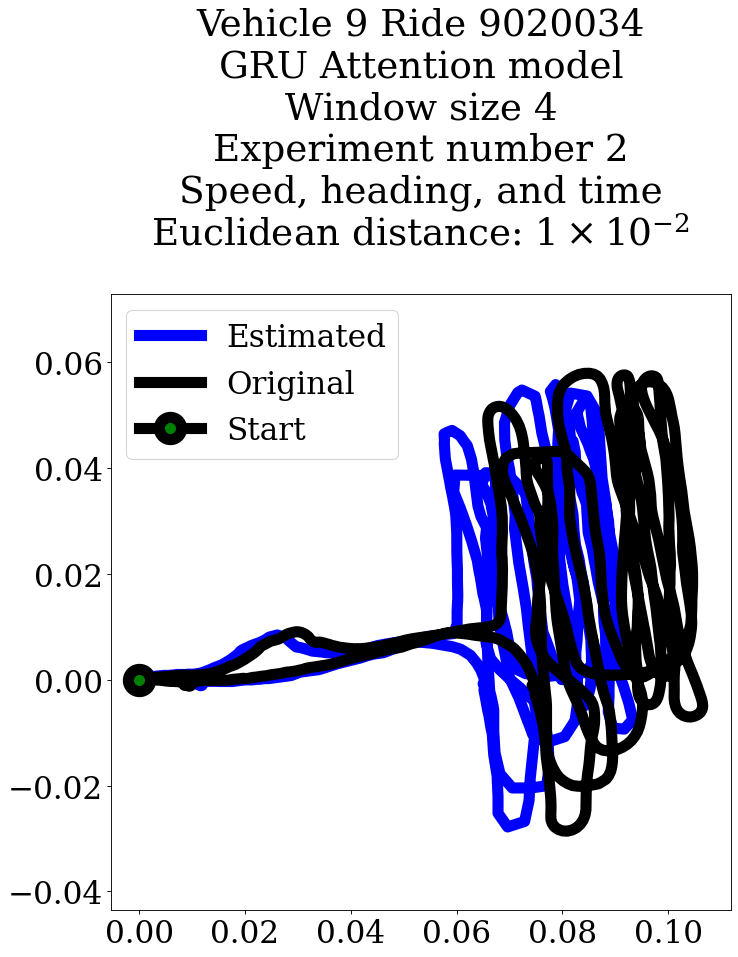 Vehicle 9 Ride 9020034
GRU Attention model
Window size 4
Experiment number 2
Speed, heading, and time
Euclidean distance: 1 × 10⁻²
Estimated
Original
Start
0.06
0.04
0.02
0.00
−0.02
−0.04
0.00 0.02 0.04 0.06 0.08 0.10